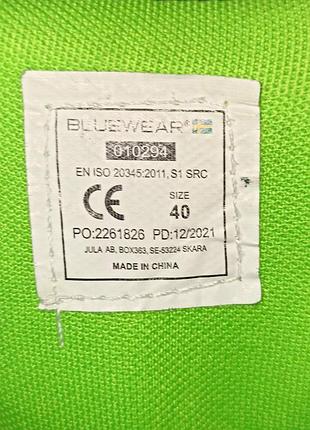 BLUEWEAR
010294
EN ISO 20345:2011, S1 SRC
CE SIZE
40
PO:2261826 PD:12/2021
JULA AB, BOX363, SE-53224 SKARA
MADE IN CHINA